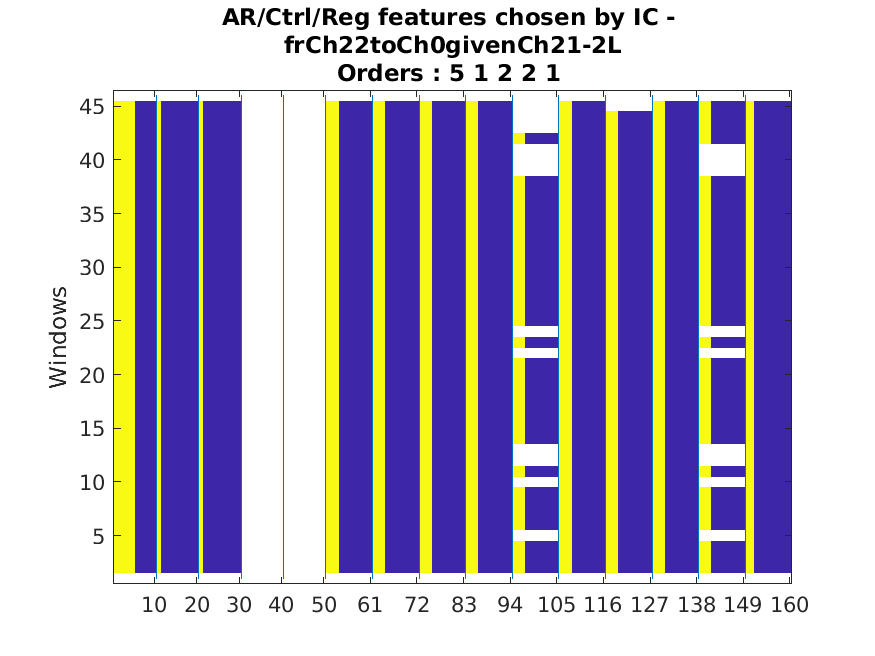 AR/Ctrl/Reg features chosen by IC -
frCh22toCh0givenCh21-2L
Orders : 5 1 2 2 1
45
40
35
30
25
20
15
10
5
Windows
10 20 30 40 50 61 72 83 94 105 116 127 138 149 160